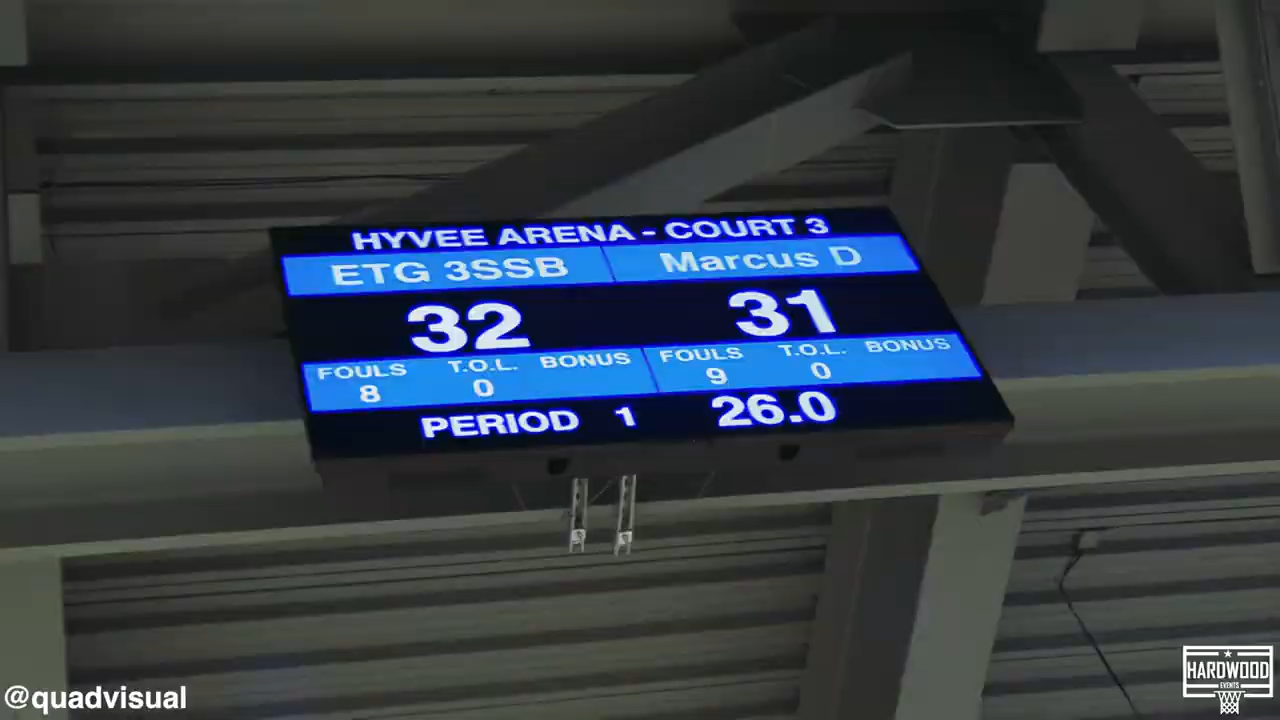 HYVEE ARENA - COURT 3
ETG 3SSB Marcus D
32 31
FOULS T.O.L. BONUS FOULS T.O.L. BONUS
8 0 9 0
PERIOD 1 26.0
@quadvisual
HARDWOOD
EVENTS